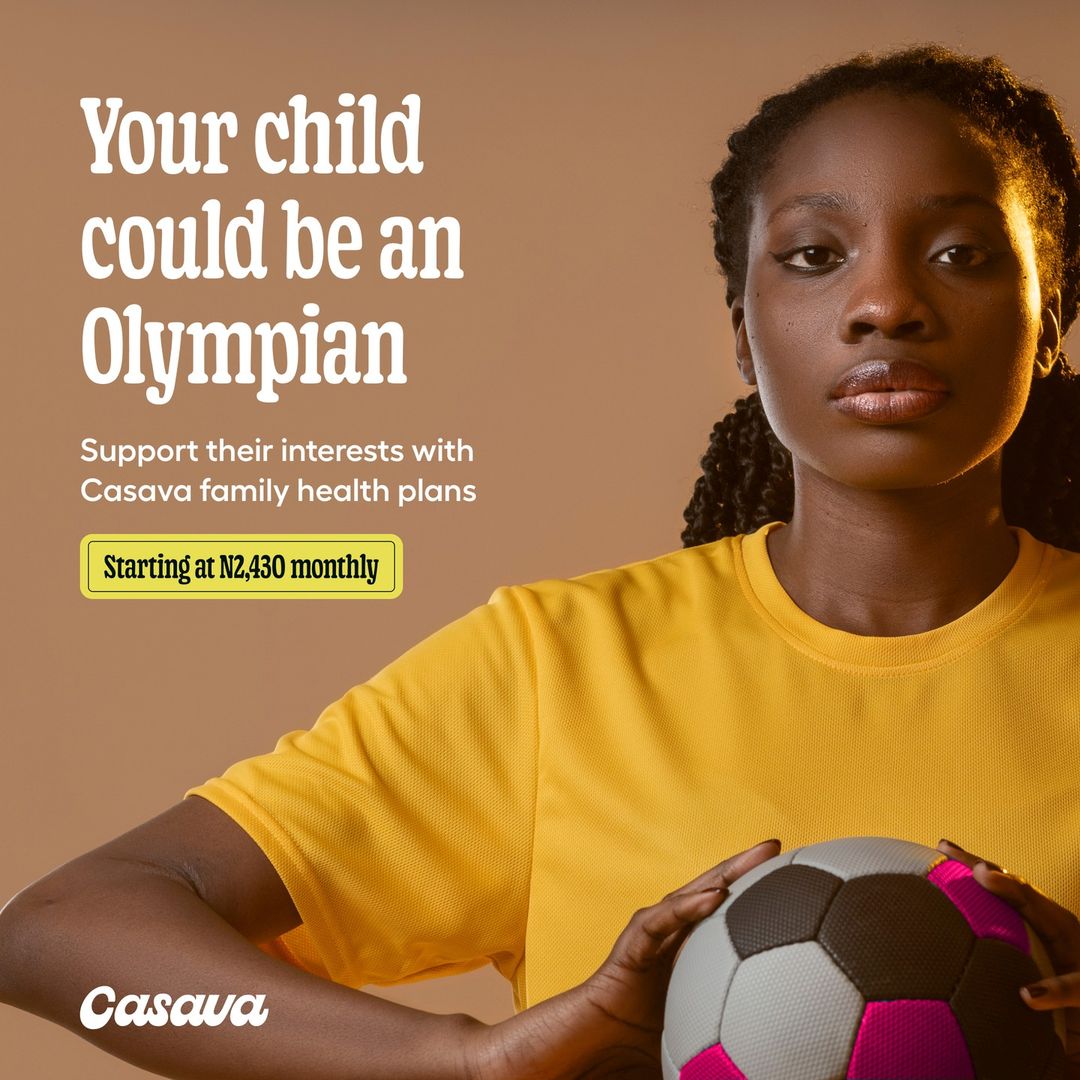 Your child
could be an
Olympian
Support their interests with
Casava family health plans
Starting at N2,430 monthly
Casava